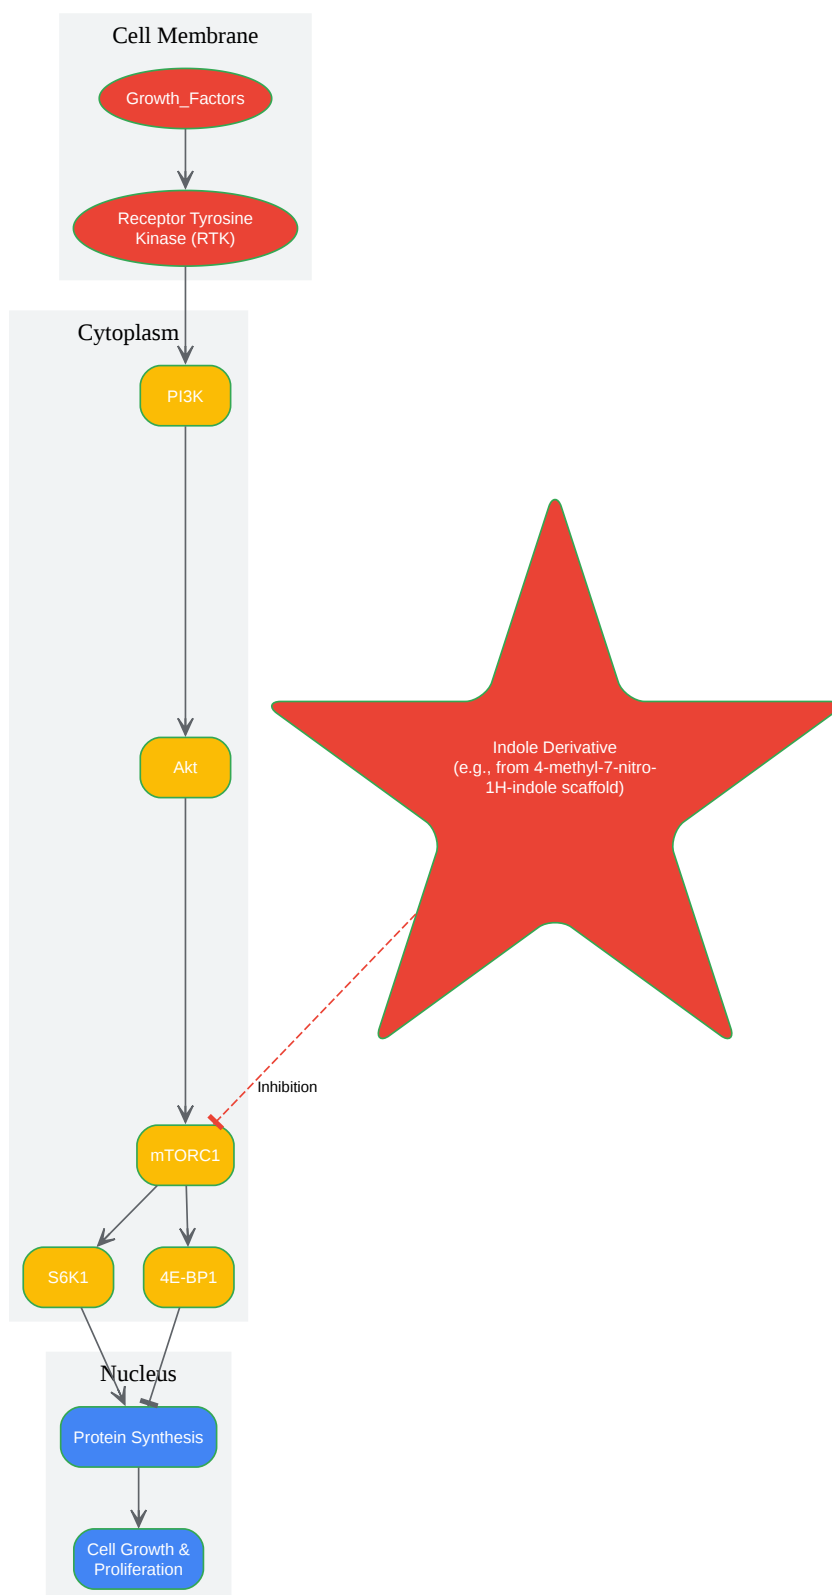 Cell Membrane
Growth_Factors
Receptor Tyrosine
Kinase (RTK)
Cytoplasm
PI3K
Indole Derivative
(e.g., from 4-methyl-7-nitro-
1H-indole scaffold)
Akt
Inhibition
mTORC1
S6K1
4E-BP1
Nucleus
Protein Synthesis
Cell Growth &
Proliferation